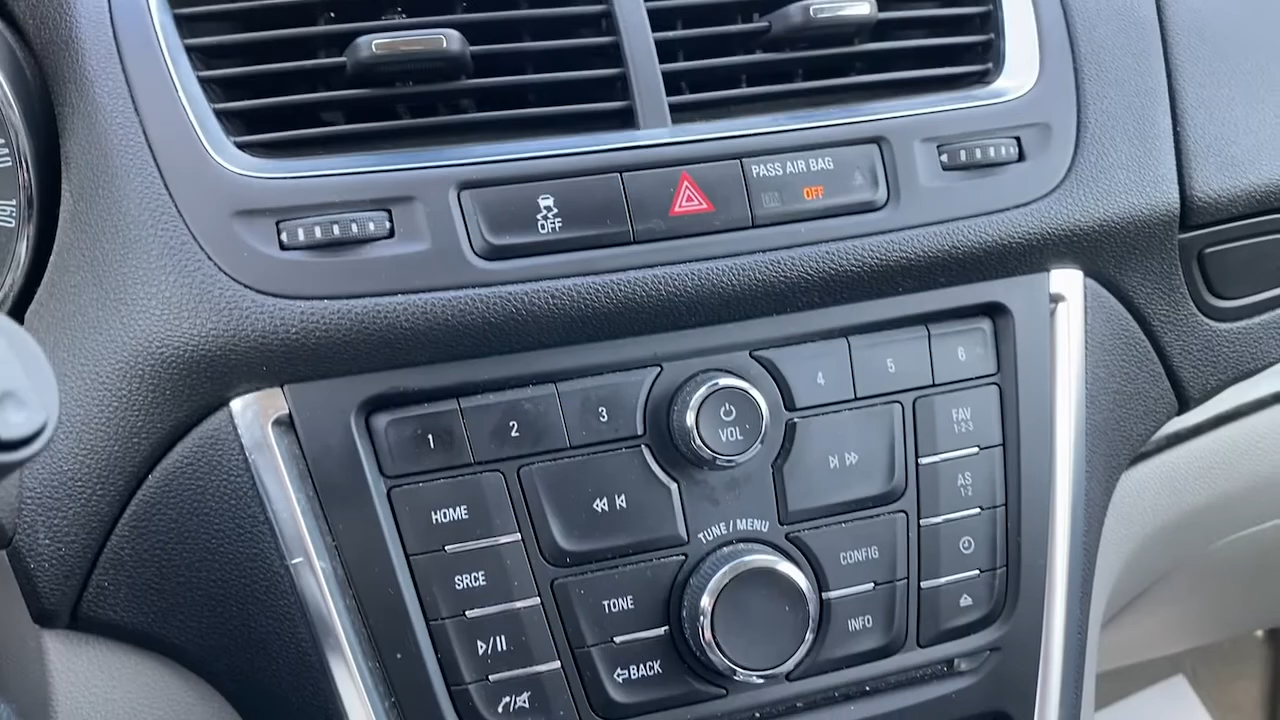 160
OFF
PASS AIR BAG
OFF
1
2
3
4
5
6
VOL
FAV
1-2-3
HOME
AS
1-2
TUNE / MENU
SRCE
TONE
CONFIG
INFO
BACK